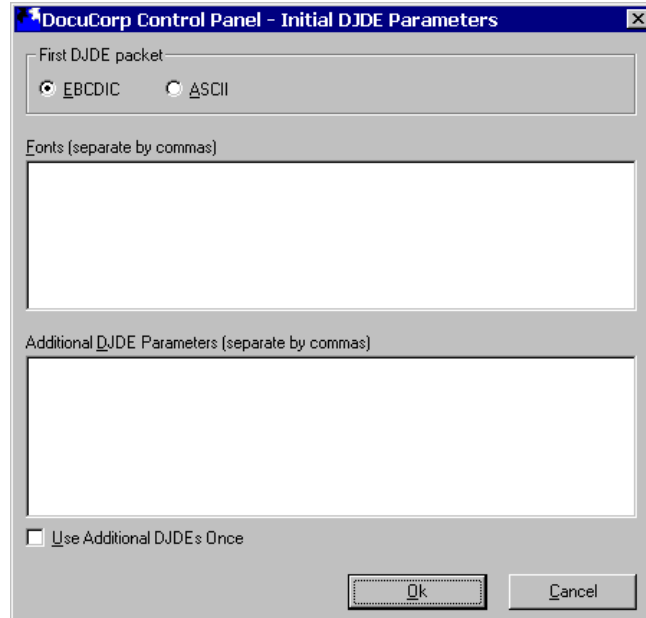 DocuCorp Control Panel - Initial DJDE Parameters
First DJDE packet
EBCDIC ASCII
Fonts (separate by commas)
Additional DJDE Parameters (separate by commas)
Use Additional DJDEs Once
Ok Cancel